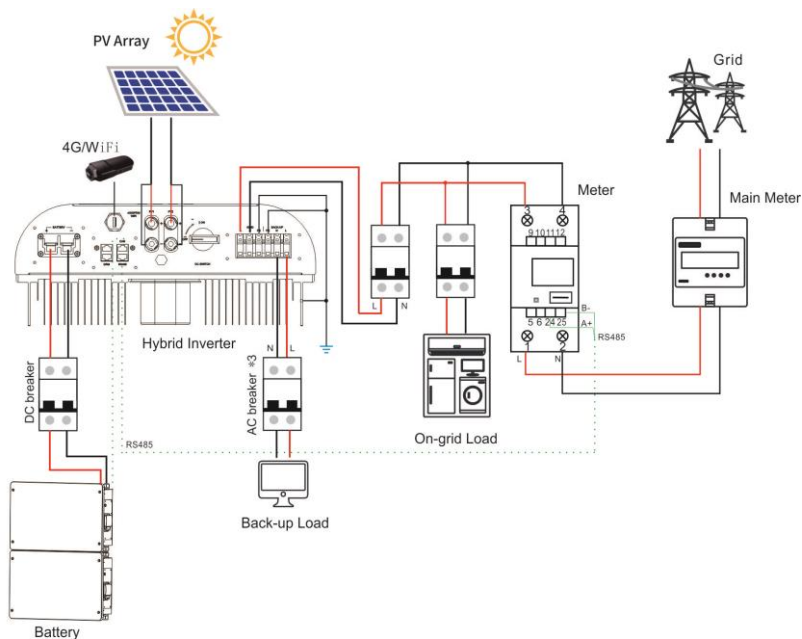 PV Array
Grid
4G/WiFi
Meter
Main Meter
3 4
9 10 11 12
BATTERY
L N
5 6 24 25
B-
A+
RS485
1 2
L N
Hybrid Inverter
N L
DC breaker
AC breaker *3
On-grid Load
RS485
Back-up Load
Battery